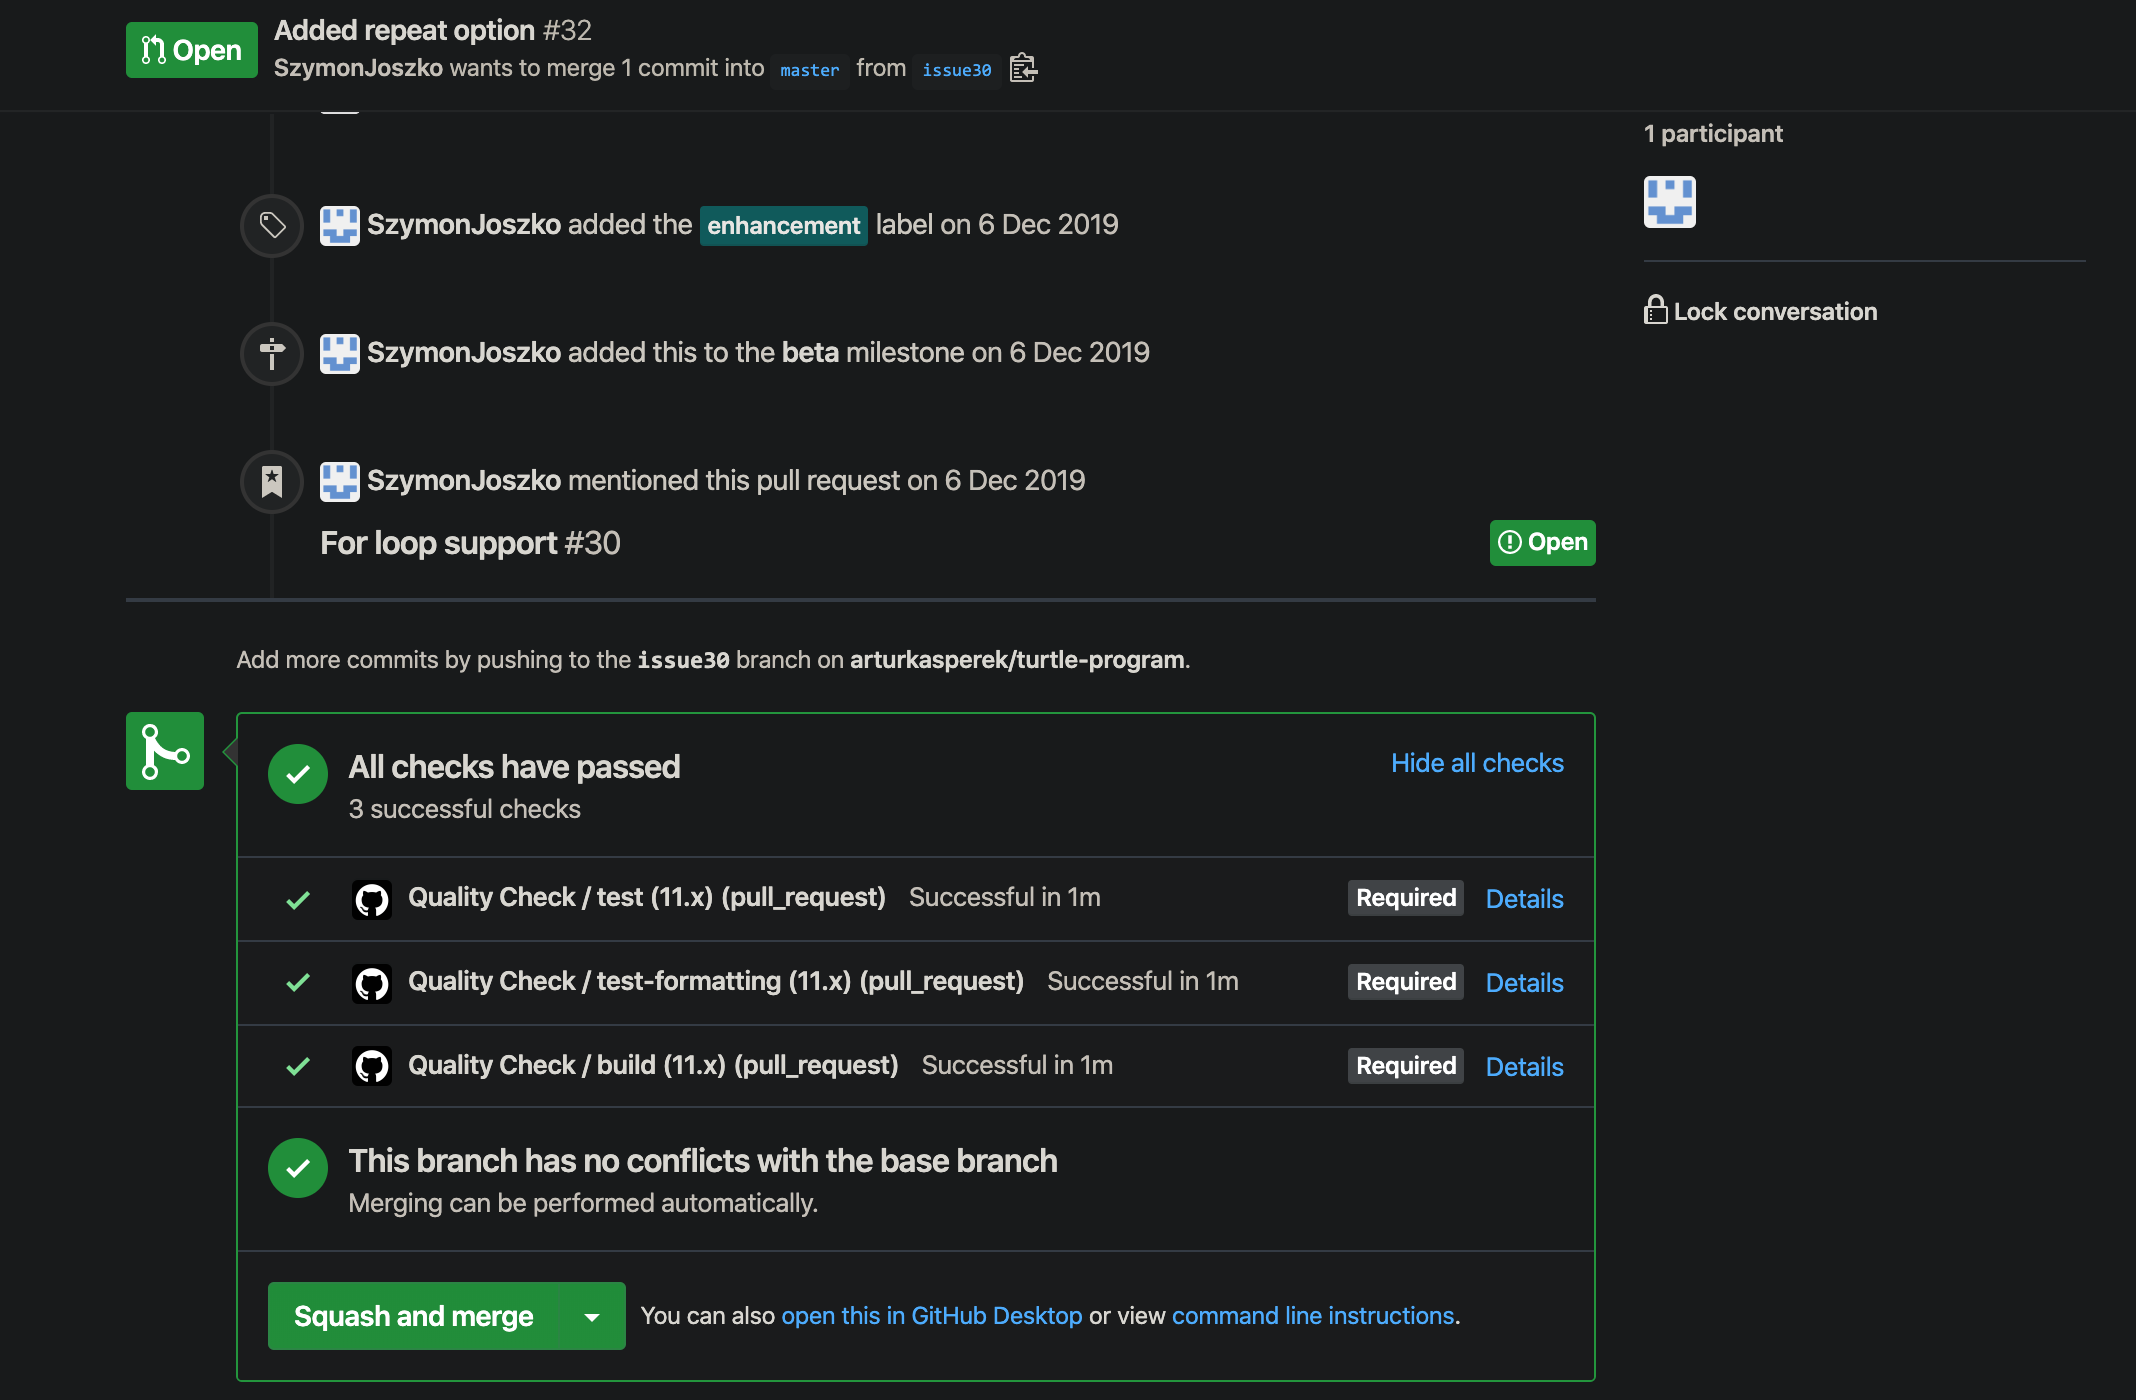 Open
Added repeat option #32
SzymonJoszko wants to merge 1 commit into master from issue30
1 participant
SzymonJoszko added the enhancement label on 6 Dec 2019
Lock conversation
SzymonJoszko added this to the beta milestone on 6 Dec 2019
SzymonJoszko mentioned this pull request on 6 Dec 2019
For loop support #30
Open
Add more commits by pushing to the issue30 branch on arturkasperek/turtle-program.
All checks have passed
Hide all checks
3 successful checks
Quality Check / test (11.x) (pull_request) Successful in 1m Required Details
Quality Check / test-formatting (11.x) (pull_request) Successful in 1m Required Details
Quality Check / build (11.x) (pull_request) Successful in 1m Required Details
This branch has no conflicts with the base branch
Merging can be performed automatically.
Squash and merge
You can also open this in GitHub Desktop or view command line instructions.